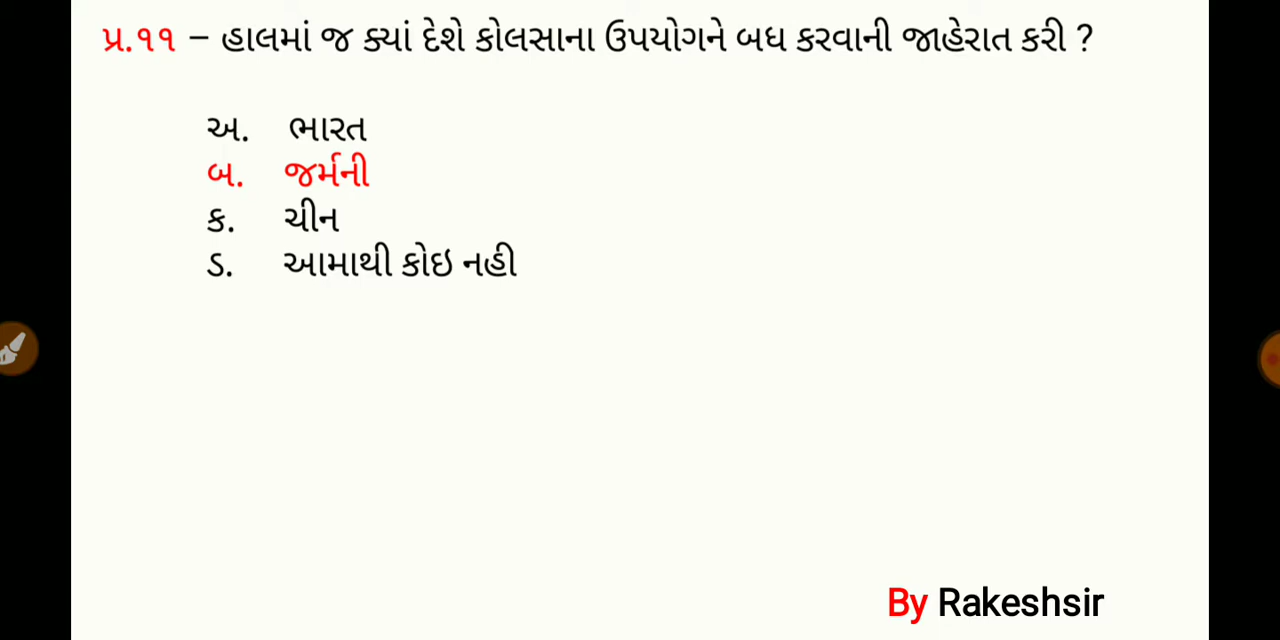 પ્ર.૧૧ – હાલમાં જ ક્યાં દેશે કોલસાના ઉપયોગને બધ કરવાની જાહેરાત કરી ?
અ. ભારત
બ. જર્મની
ક. ચીન
ડ. આમાથી કોઇ નહી
By Rakeshsir